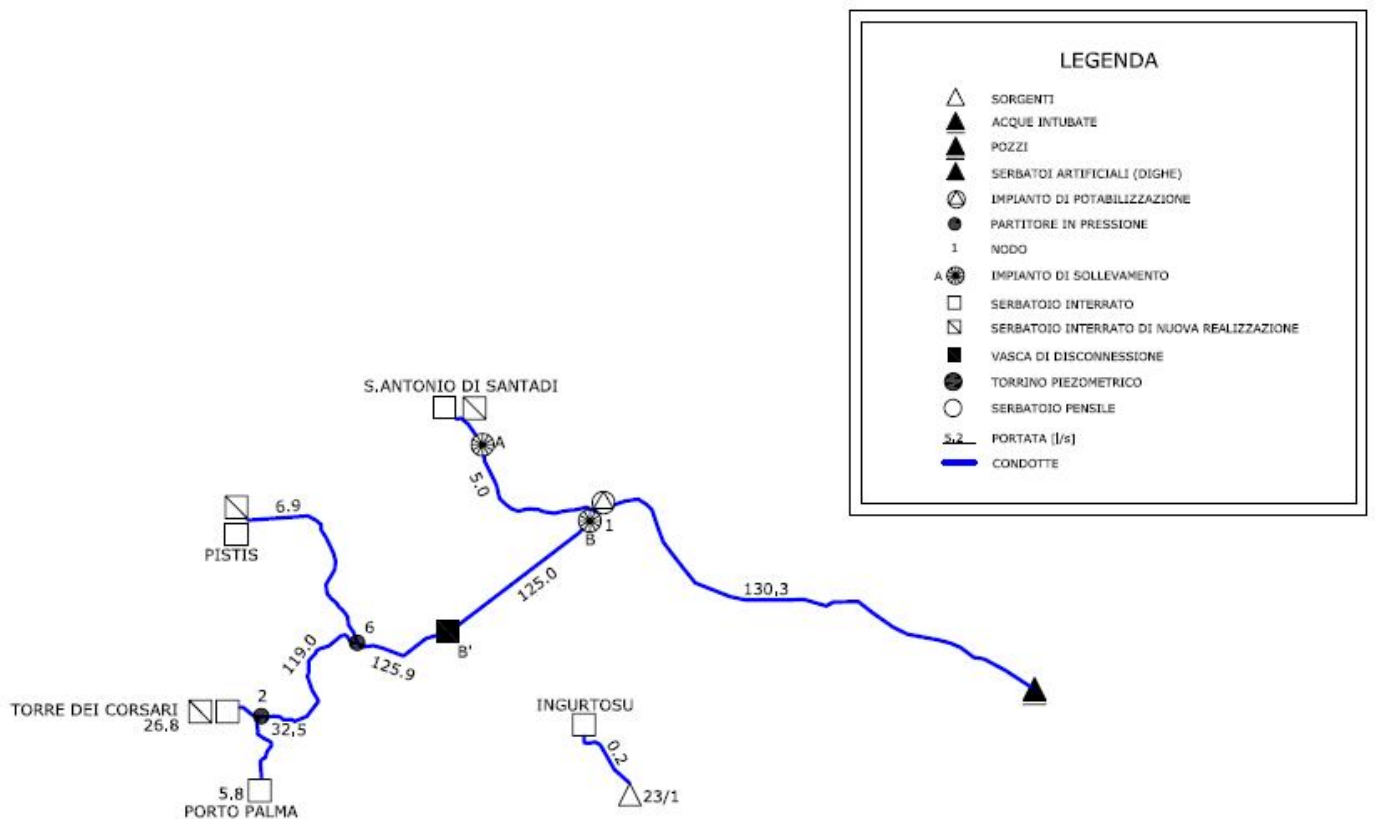 LEGENDA
SORGENTI
ACQUE INTUBATE
POZZI
SERBATOI ARTIFICIALI (DIGHE)
IMPIANTO DI POTABILIZZAZIONE
PARTITORE IN PRESSIONE
1 NODO
A IMPIANTO DI SOLLEVAMENTO
SERBATOIO INTERRATO
SERBATOIO INTERRATO DI NUOVA REALIZZAZIONE
VASCA DI DISCONNESSIONE
TORRINO PIEZOMETRICO
SERBATOIO PENSILE
5,2 PORTATA [l/s]
CONDOTTE
S.ANTONIO DI SANTADI
A
5.0
1
B
6.9
PISTIS
125.0
130,3
6
B'
125.9
119.0
2
TORRE DEI CORSARI
26.8
32,5
INGURTOSU
0,2
23/1
5.8
PORTO PALMA